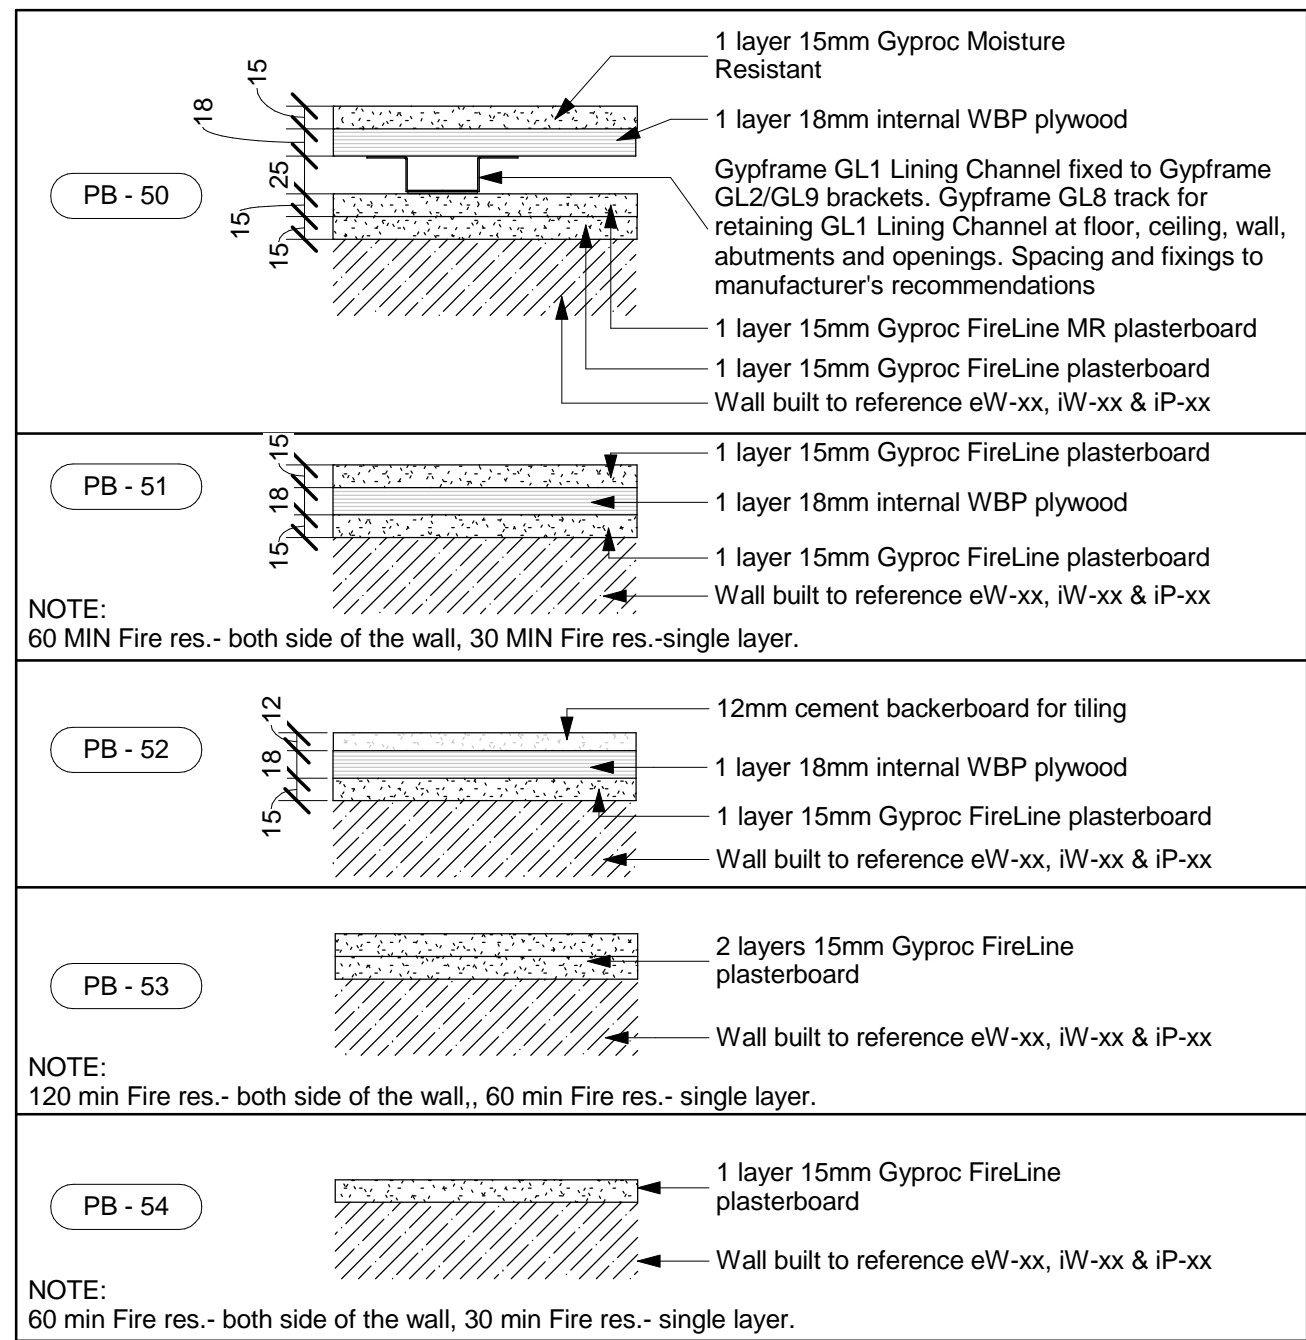 PB - 50
15
18
25
15
15
1 layer 15mm Gyproc Moisture
Resistant
1 layer 18mm internal WBP plywood
Gypframe GL1 Lining Channel fixed to Gypframe
GL2/GL9 brackets. Gypframe GL8 track for
retaining GL1 Lining Channel at floor, ceiling, wall,
abutments and openings. Spacing and fixings to
manufacturer's recommendations
1 layer 15mm Gyproc FireLine MR plasterboard
1 layer 15mm Gyproc FireLine plasterboard
Wall built to reference eW-xx, iW-xx & iP-xx
PB - 51
15
18
15
1 layer 15mm Gyproc FireLine plasterboard
1 layer 18mm internal WBP plywood
1 layer 15mm Gyproc FireLine plasterboard
Wall built to reference eW-xx, iW-xx & iP-xx
NOTE:
60 MIN Fire res.- both side of the wall, 30 MIN Fire res.-single layer.
PB - 52
12
18
15
12mm cement backerboard for tiling
1 layer 18mm internal WBP plywood
1 layer 15mm Gyproc FireLine plasterboard
Wall built to reference eW-xx, iW-xx & iP-xx
PB - 53
2 layers 15mm Gyproc FireLine
plasterboard
Wall built to reference eW-xx, iW-xx & iP-xx
NOTE:
120 min Fire res.- both side of the wall,, 60 min Fire res.- single layer.
PB - 54
1 layer 15mm Gyproc FireLine
plasterboard
Wall built to reference eW-xx, iW-xx & iP-xx
NOTE:
60 min Fire res.- both side of the wall, 30 min Fire res.- single layer.